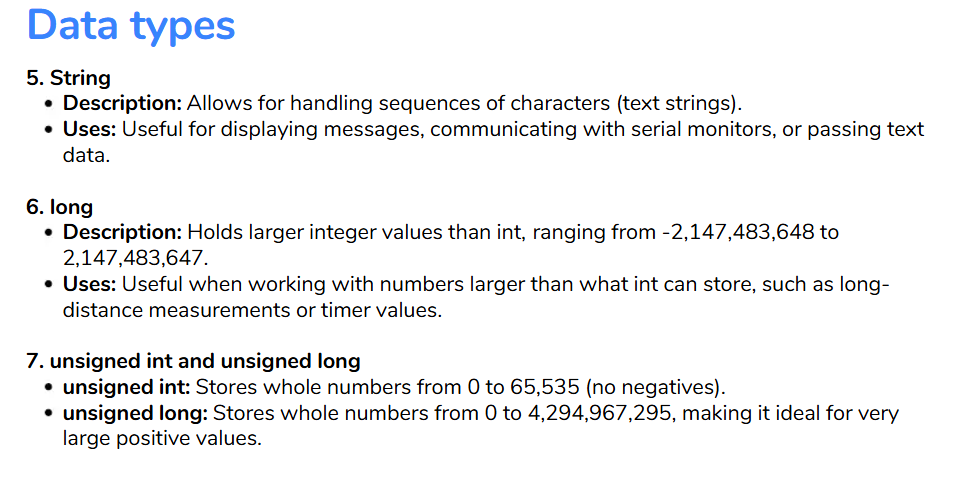 Data types
5. String
• Description: Allows for handling sequences of characters (text strings).
• Uses: Useful for displaying messages, communicating with serial monitors, or passing text
data.
6. long
• Description: Holds larger integer values than int, ranging from -2,147,483,648 to
2,147,483,647.
• Uses: Useful when working with numbers larger than what int can store, such as long-
distance measurements or timer values.
7. unsigned int and unsigned long
• unsigned int: Stores whole numbers from 0 to 65,535 (no negatives).
• unsigned long: Stores whole numbers from 0 to 4,294,967,295, making it ideal for very
large positive values.